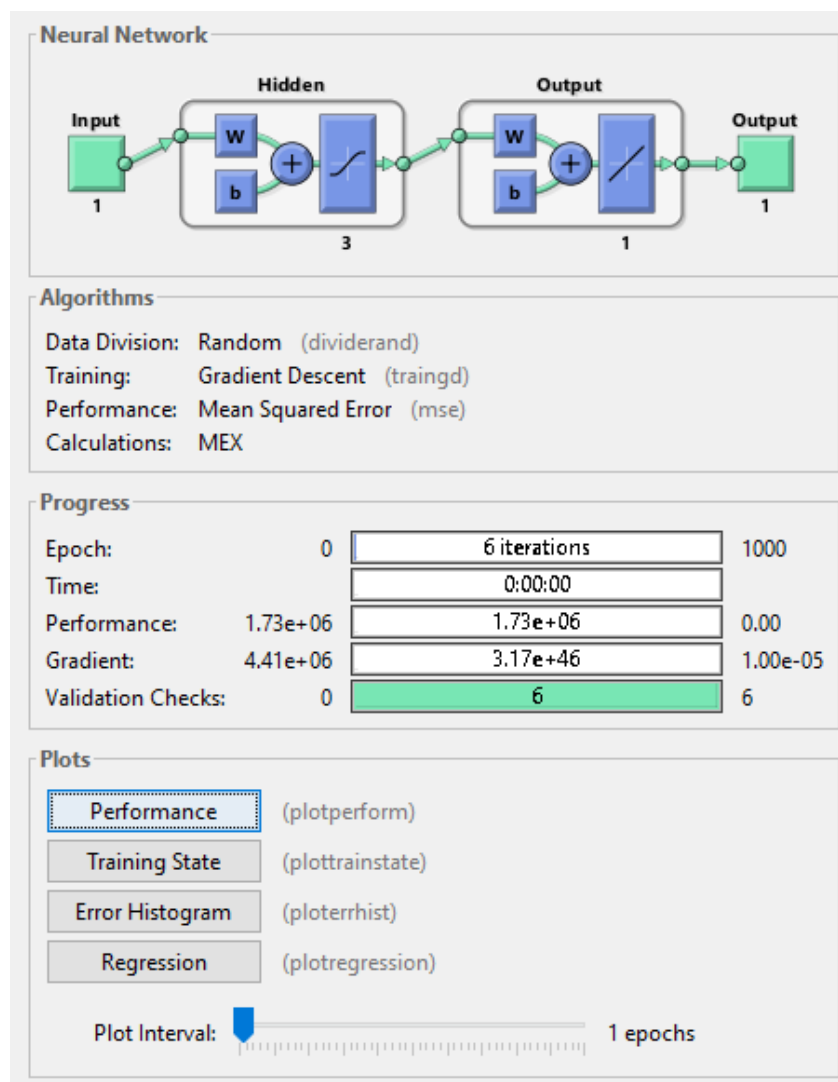 Neural Network
Hidden
Output
Input
Output
W
b
+
W
b
+
1
3
1
1
Algorithms
Data Division: Random (dividerand)
Training: Gradient Descent (traingd)
Performance: Mean Squared Error (mse)
Calculations: MEX
Progress
Epoch: 0 6 iterations 1000
Time: 0:00:00
Performance: 1.73e+06 1.73e+06 0.00
Gradient: 4.41e+06 3.17e+46 1.00e-05
Validation Checks: 0 6 6
Plots
Performance (plotperform)
Training State (plottrainstate)
Error Histogram (ploterrhist)
Regression (plotregression)
Plot Interval: 1 epochs